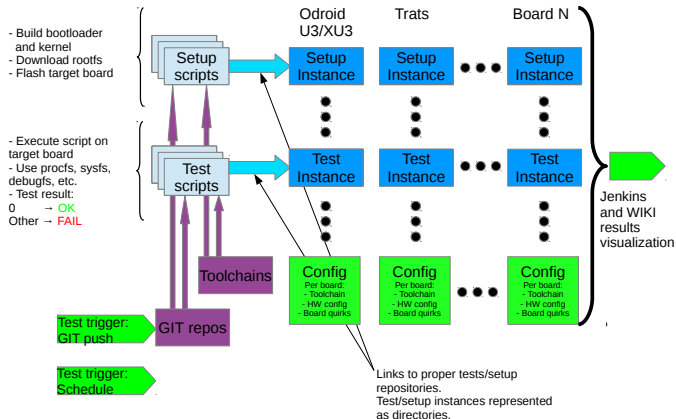 - Build bootloader
and kernel
- Download rootfs
- Flash target board
Setup
scripts
Odroid
U3/XU3
Trats
Board N
Setup
Instance
Setup
Instance
Setup
Instance
- Execute script on
target board
- Use procfs, sysfs,
debugfs, etc.
- Test result:
0 → OK
Other → FAIL
Test
scripts
Test
Instance
Test
Instance
Test
Instance
Jenkins
and WIKI
results
visualization
Toolchains
Config
Per board:
- Toolchain
- HW config
- Board quirks
Config
Per board:
- Toolchain
- HW config
- Board quirks
Config
Per board:
- Toolchain
- HW config
- Board quirks
Test trigger:
GIT push
GIT repos
Test trigger:
Schedule
Links to proper tests/setup
repositories.
Test/setup instances represented
as directories.